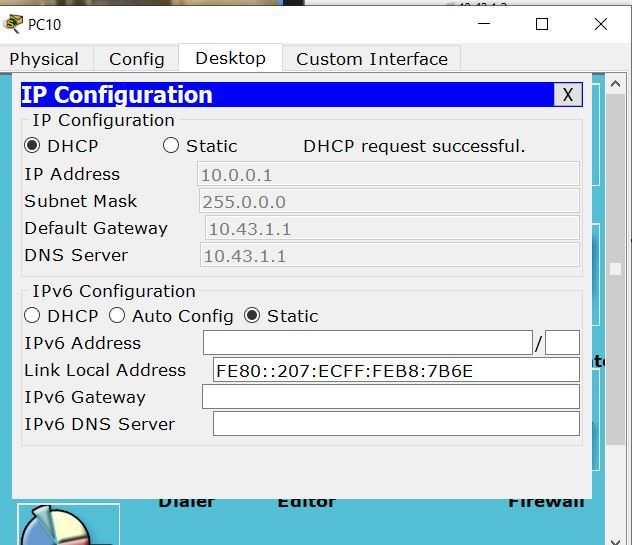 PC10
Physical Config Desktop Custom Interface
IP Configuration X
IP Configuration
DHCP Static DHCP request successful.
IP Address 10.0.0.1
Subnet Mask 255.0.0.0
Default Gateway 10.43.1.1
DNS Server 10.43.1.1
IPv6 Configuration
DHCP Auto Config Static
IPv6 Address /
Link Local Address FE80::207:ECFF:FEB8:7B6E
IPv6 Gateway
IPv6 DNS Server
Dialer Editor Firewall